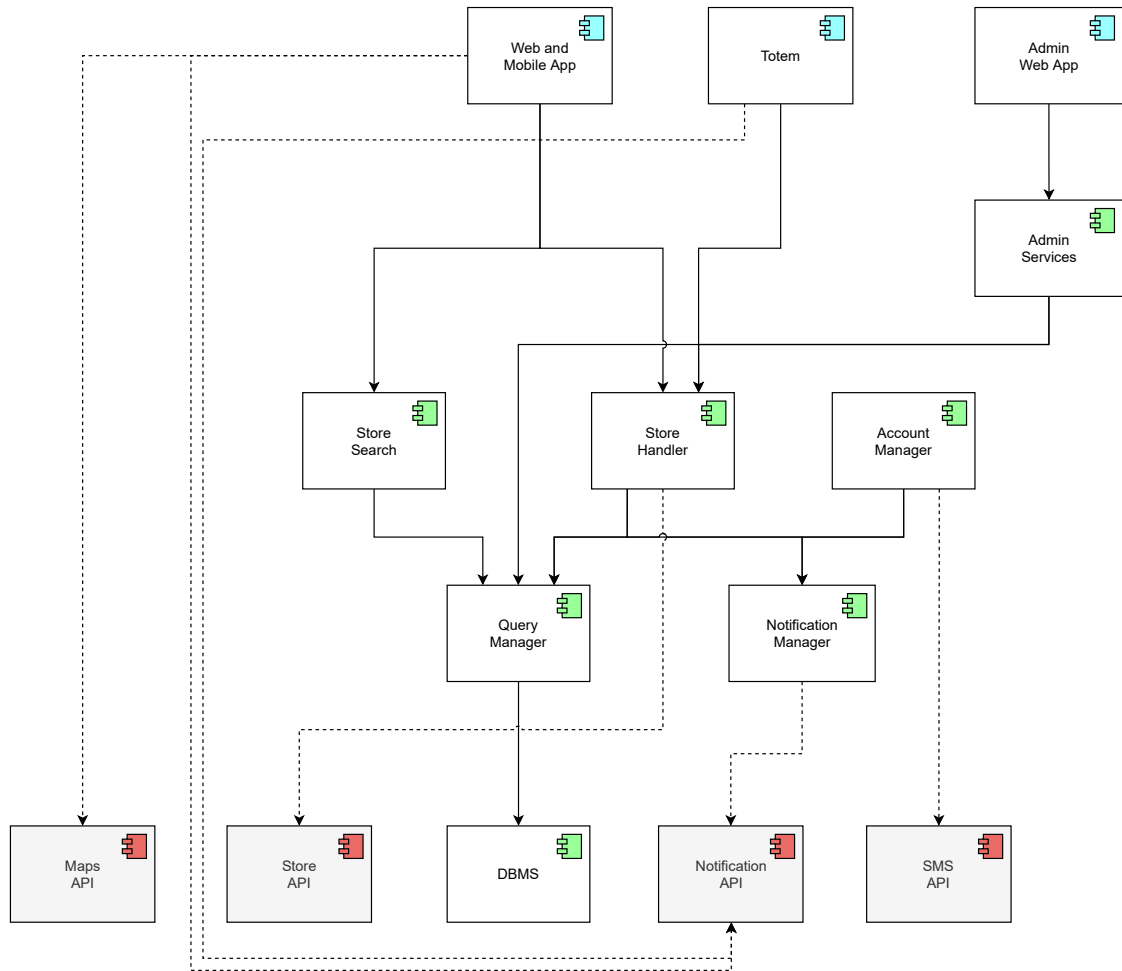 Web and
Mobile App
Totem
Admin
Web App
Admin
Services
Store
Search
Store
Handler
Account
Manager
Query
Manager
Notification
Manager
Maps
API
Store
API
DBMS
Notification
API
SMS
API